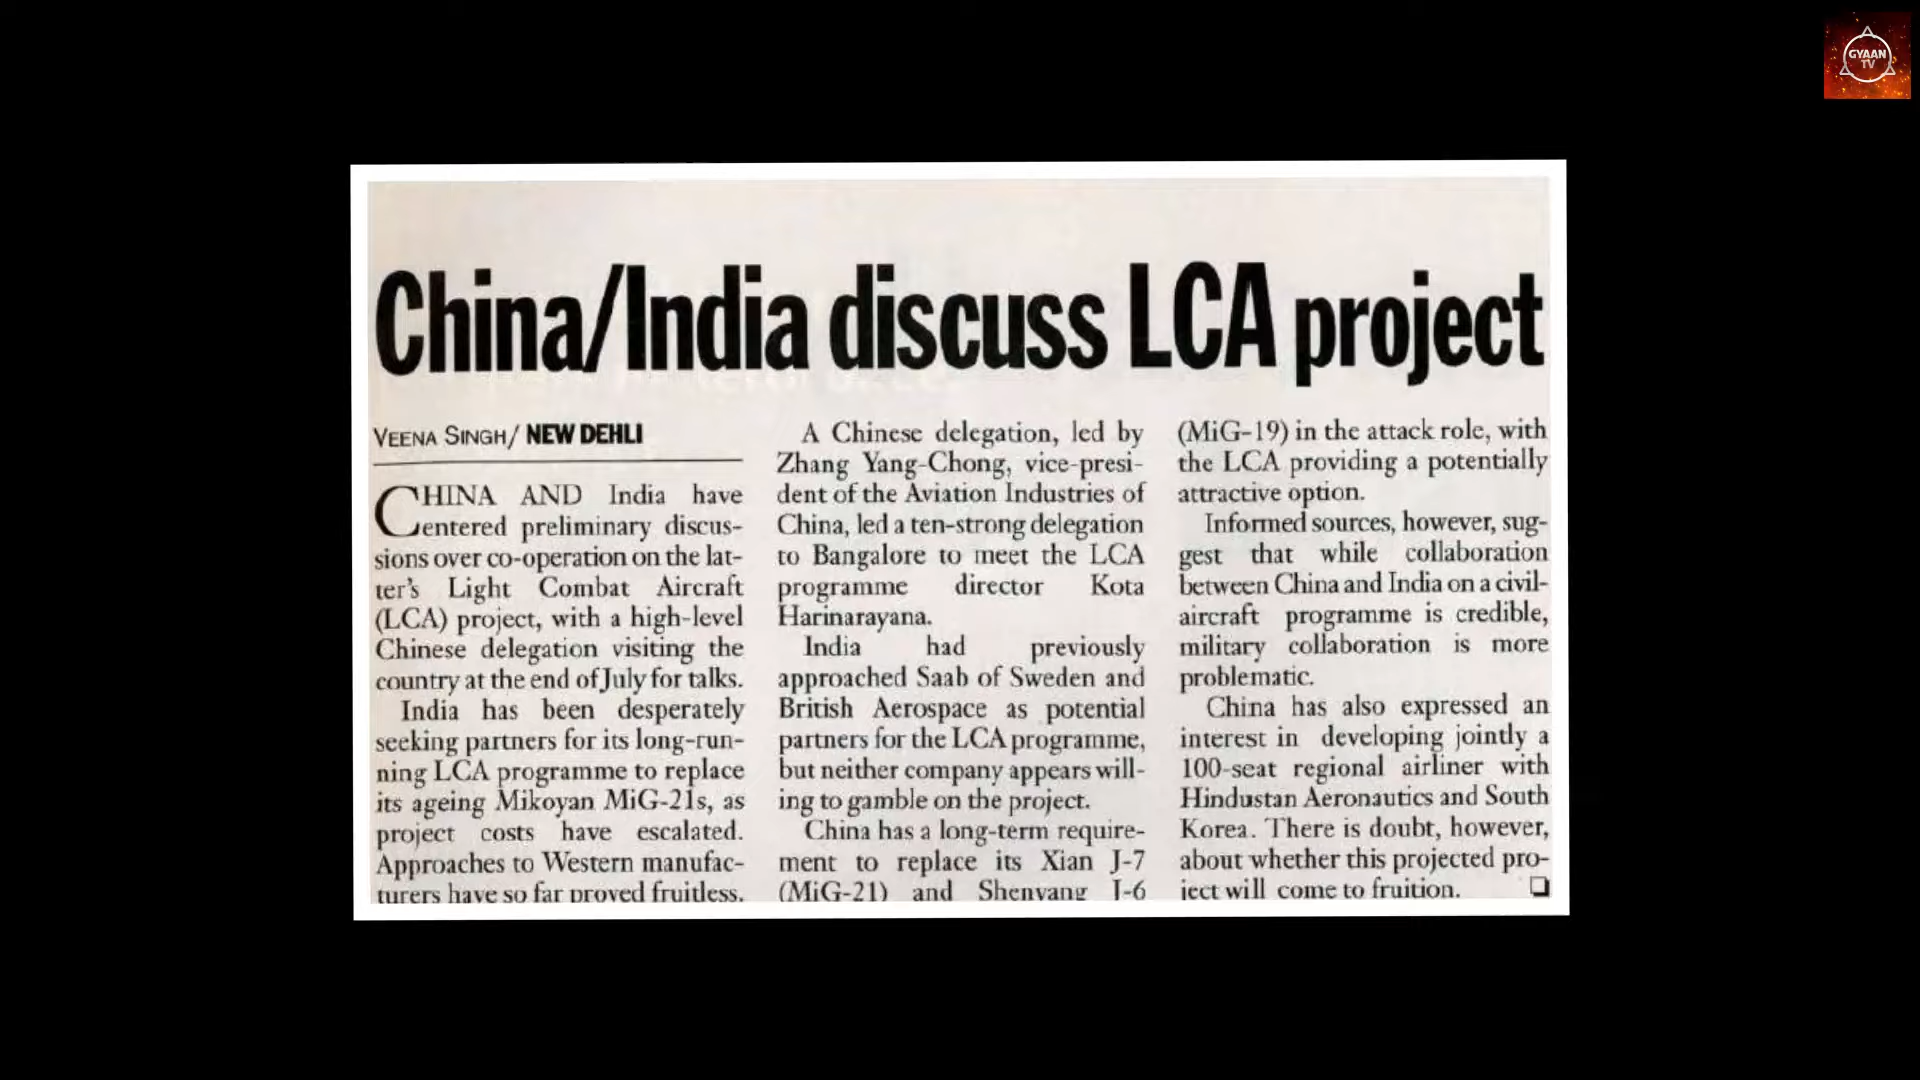 GYAAN
TV
China/India discuss LCA project
VEENA SINGH/ NEW DEHLI
CHINA AND India have
entered preliminary discus-
sions over co-operation on the lat-
ter's Light Combat Aircraft
(LCA) project, with a high-level
Chinese delegation visiting the
country at the end of July for talks.
India has been desperately
seeking partners for its long-run-
ning LCA programme to replace
its ageing Mikoyan MiG-21s, as
project costs have escalated.
Approaches to Western manufac-
turers have so far proved fruitless.
A Chinese delegation, led by
Zhang Yang-Chong, vice-presi-
dent of the Aviation Industries of
China, led a ten-strong delegation
to Bangalore to meet the LCA
programme director Kota
Harinarayana.
India had previously
approached Saab of Sweden and
British Aerospace as potential
partners for the LCA programme,
but neither company appears will-
ing to gamble on the project.
China has a long-term require-
ment to replace its Xian J-7
(MiG-21) and Shenyang J-6
(MiG-19) in the attack role, with
the LCA providing a potentially
attractive option.
Informed sources, however, sug-
gest that while collaboration
between China and India on a civil-
aircraft programme is credible,
military collaboration is more
problematic.
China has also expressed an
interest in developing jointly a
100-seat regional airliner with
Hindustan Aeronautics and South
Korea. There is doubt, however,
about whether this projected pro-
ject will come to fruition.